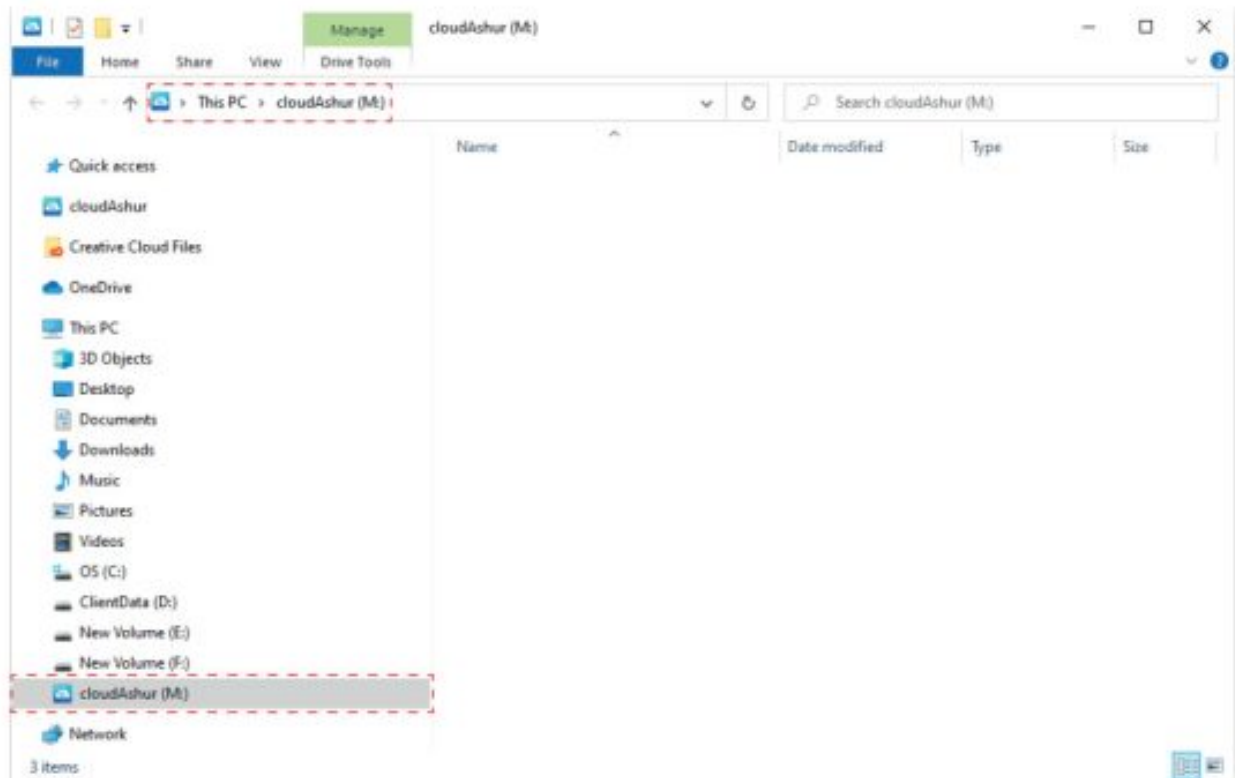 Manage cloudAshur (M:)
File Home Share View Drive Tools
This PC > cloudAshur (M:) Search cloudAshur (M:)
Name Date modified Type Size
Quick access
cloudAshur
Creative Cloud Files
OneDrive
This PC
3D Objects
Desktop
Documents
Downloads
Music
Pictures
Videos
OS (C:)
ClientData (D:)
New Volume (E:)
New Volume (F:)
cloudAshur (M:)
Network
3 items